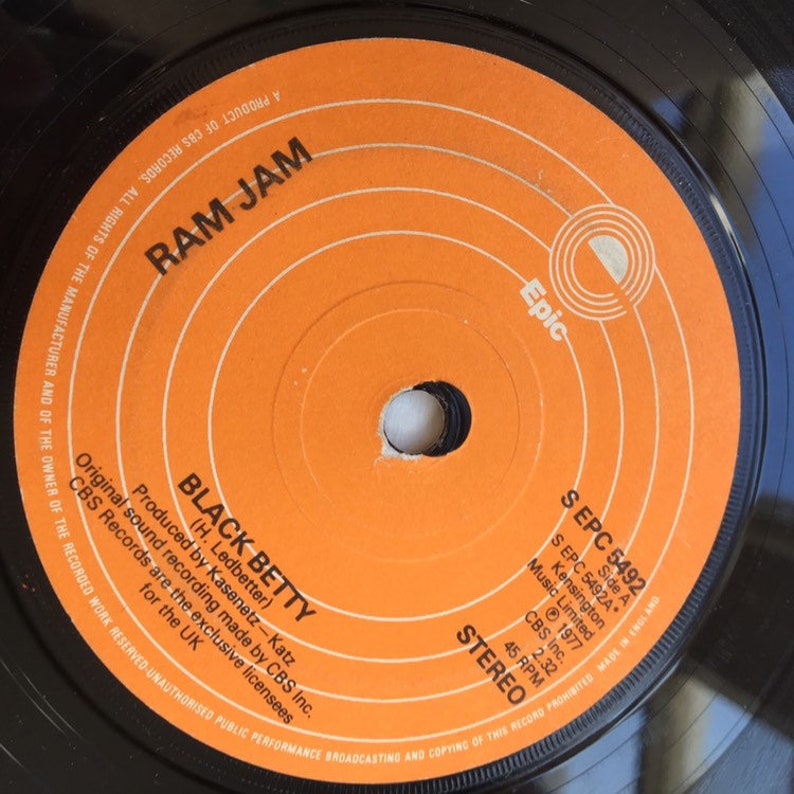 RAM JAM
Epic
S EPC 5492
Side A
S EPC 5492A·
Kensington
Music Limited
℗ 1977
CBS Inc.
2.32
45 RPM
STEREO
BLACK BETTY
(H. Ledbetter)
Produced by Kasenetz – Katz
Original sound recording made by CBS Inc.
CBS Records are the exclusive licensees
for the UK
A PRODUCT OF CBS RECORDS. ALL RIGHTS OF THE MANUFACTURER AND OF THE OWNER OF THE RECORDED WORK RESERVED·UNAUTHORISED PUBLIC PERFORMANCE BROADCASTING AND COPYING OF THIS RECORD PROHIBITED. MADE IN ENGLAND